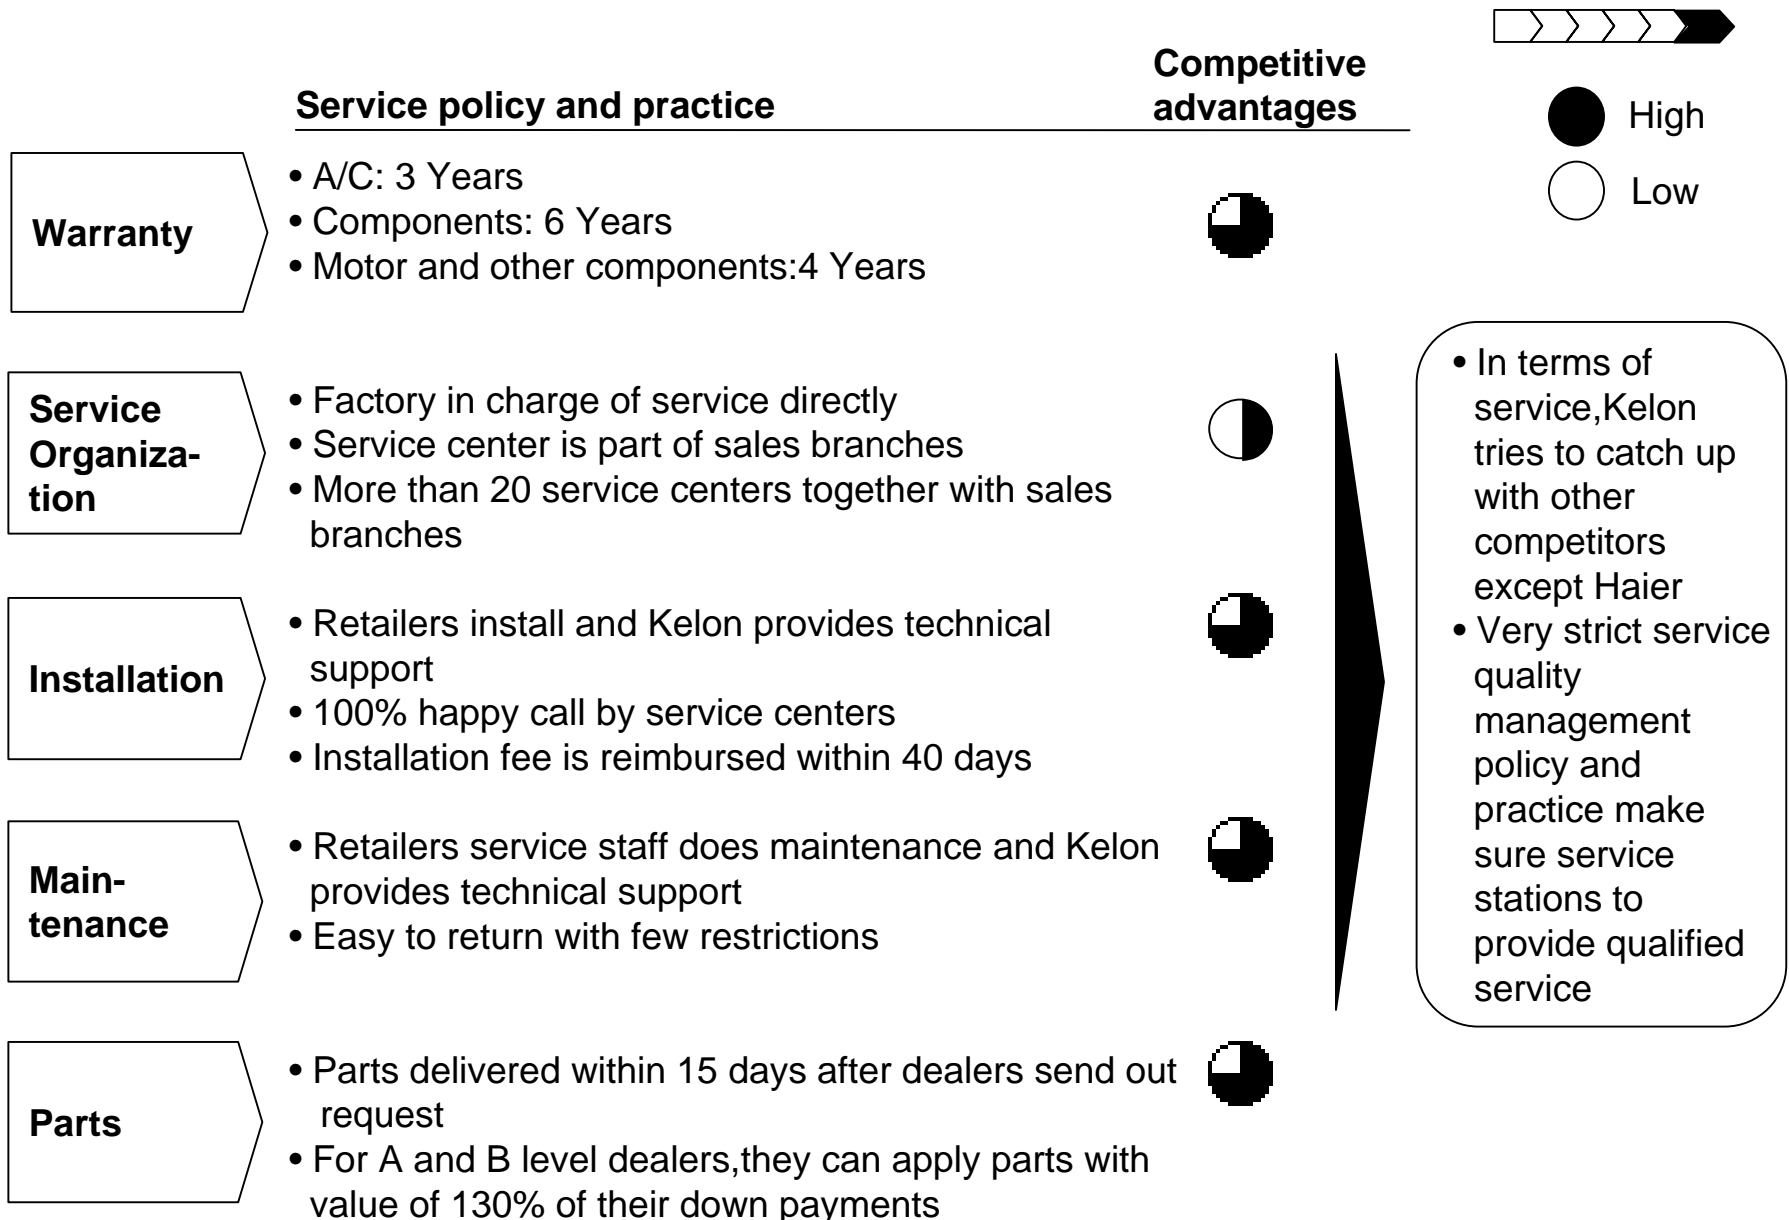 Competitive
advantages
Service policy and practice
High
Low
Warranty
• A/C: 3 Years
• Components: 6 Years
• Motor and other components:4 Years
Service
Organiza-
tion
• Factory in charge of service directly
• Service center is part of sales branches
• More than 20 service centers together with sales
branches
Installation
• Retailers install and Kelon provides technical
support
• 100% happy call by service centers
• Installation fee is reimbursed within 40 days
Main-
tenance
• Retailers service staff does maintenance and Kelon
provides technical support
• Easy to return with few restrictions
Parts
• Parts delivered within 15 days after dealers send out
request
• For A and B level dealers,they can apply parts with
value of 130% of their down payments
• In terms of
service,Kelon
tries to catch up
with other
competitors
except Haier
• Very strict service
quality
management
policy and
practice make
sure service
stations to
provide qualified
service